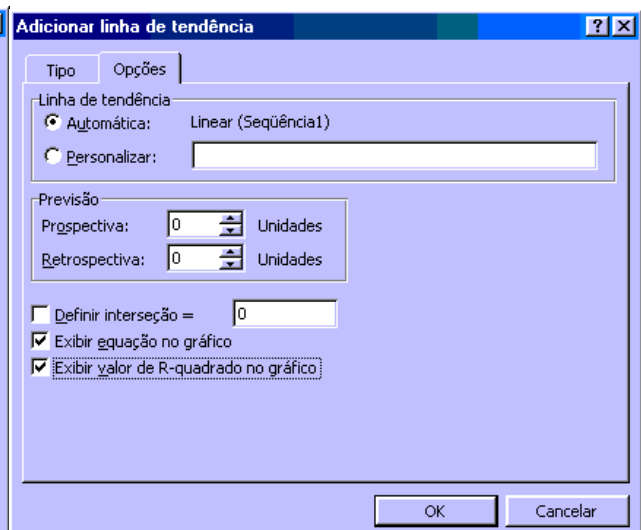 Adicionar linha de tendência
Tipo Opções
Linha de tendência
Automática: Linear (Seqüência1)
Personalizar:
Previsão
Prospectiva: 0 Unidades
Retrospectiva: 0 Unidades
Definir interseção = 0
Exibir equação no gráfico
Exibir valor de R-quadrado no gráfico
OK Cancelar